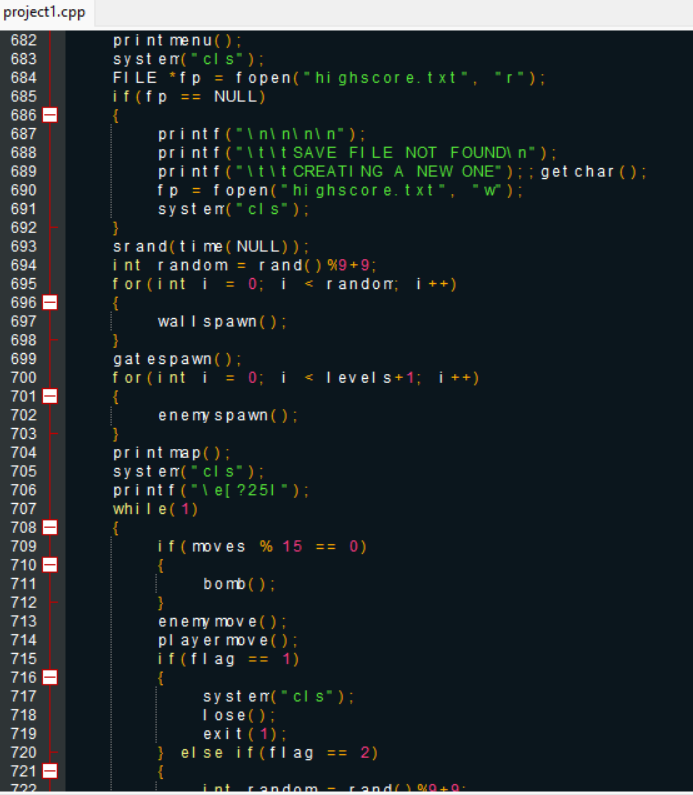 project1.cpp
682 printmenu();
683 system("cls");
684 FILE *fp = fopen("highscore.txt", "r");
685 if(fp == NULL)
686 {
687 printf("\n\n\n\n");
688 printf("\t\tSAVE FILE NOT FOUND\n");
689 printf("\t\tCREATING A NEW ONE");;getchar();
690 fp = fopen("highscore.txt", "w");
691 system("cls");
692 }
693 srand(time(NULL));
694 int random = rand()%9+9;
695 for(int i = 0; i < random; i++)
696 {
697 wallspawn();
698 }
699 gatespawn();
700 for(int i = 0; i < levels+1; i++)
701 {
702 enemyspawn();
703 }
704 printmap();
705 system("cls");
706 printf("\e[?25l");
707 while(1)
708 {
709 if(moves % 15 == 0)
710 {
711 bomb();
712 }
713 enemymove();
714 playermove();
715 if(flag == 1)
716 {
717 system("cls");
718 lose();
719 exit(1);
720 } else if(flag == 2)
721 {
722 int random = rand()%9+9;